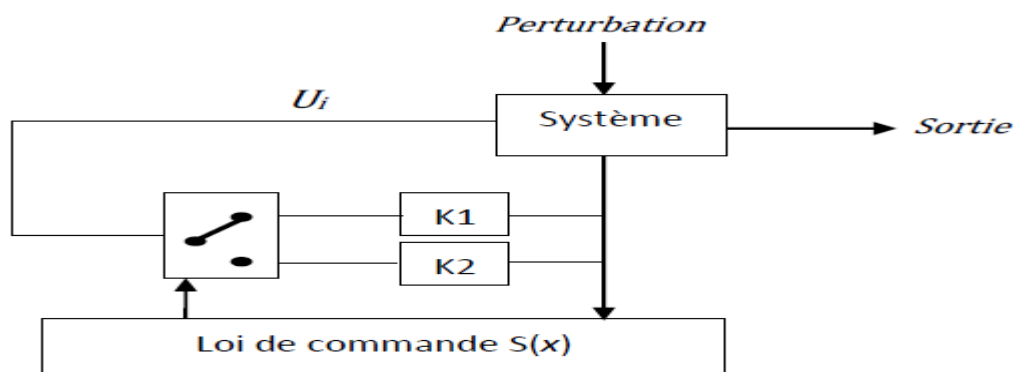 Perturbation
Uᵢ
Système
Sortie
K1
K2
Loi de commande S(x)